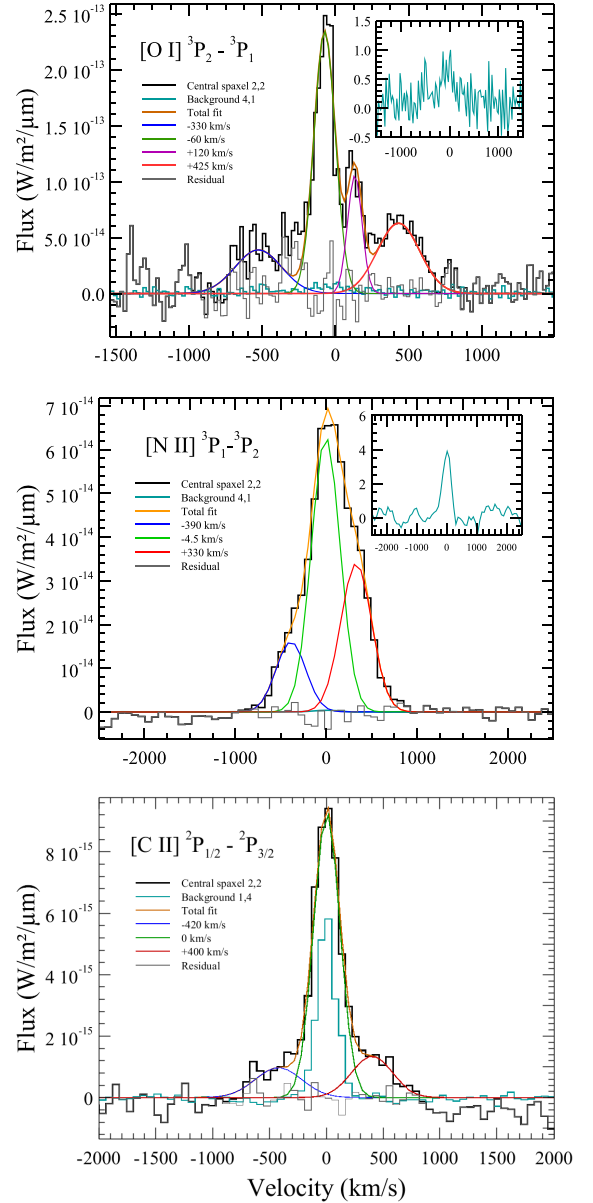 [O I] ³P₂ - ³P₁
Flux (W/m²/µm)
2.5 10⁻¹³
2.0 10⁻¹³
1.5 10⁻¹³
1.0 10⁻¹³
5.0 10⁻¹⁴
0.0
Central spaxel 2,2
Background 4,1
Total fit
-330 km/s
-60 km/s
+120 km/s
+425 km/s
Residual
1.5
1.0
0.5
0.0
-0.5
-1000 0 1000
-1500 -1000 -500 0 500 1000
[N II] ³P₁-³P₂
Flux (W/m²/µm)
7 10⁻¹⁴
6 10⁻¹⁴
5 10⁻¹⁴
4 10⁻¹⁴
3 10⁻¹⁴
2 10⁻¹⁴
10⁻¹⁴
0
Central spaxel 2,2
Background 4,1
Total fit
-390 km/s
-4.5 km/s
+330 km/s
Residual
6
4
2
0
-2000 -1000 0 1000 2000
-2000 -1000 0 1000 2000
[C II] ²P₁/₂ - ²P₃/₂
Flux (W/m²/µm)
8 10⁻¹⁵
6 10⁻¹⁵
4 10⁻¹⁵
2 10⁻¹⁵
0
Central spaxel 2,2
Background 1,4
Total fit
-420 km/s
0 km/s
+400 km/s
Residual
-2000 -1500 -1000 -500 0 500 1000 1500 2000
Velocity (km/s)